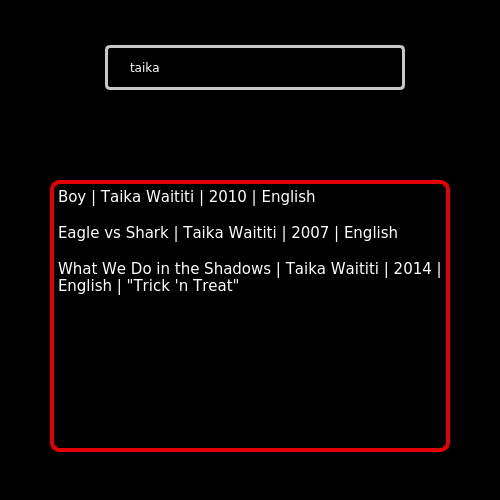 taika
Boy | Taika Waititi | 2010 | English
Eagle vs Shark | Taika Waititi | 2007 | English
What We Do in the Shadows | Taika Waititi | 2014 |
English | "Trick 'n Treat"